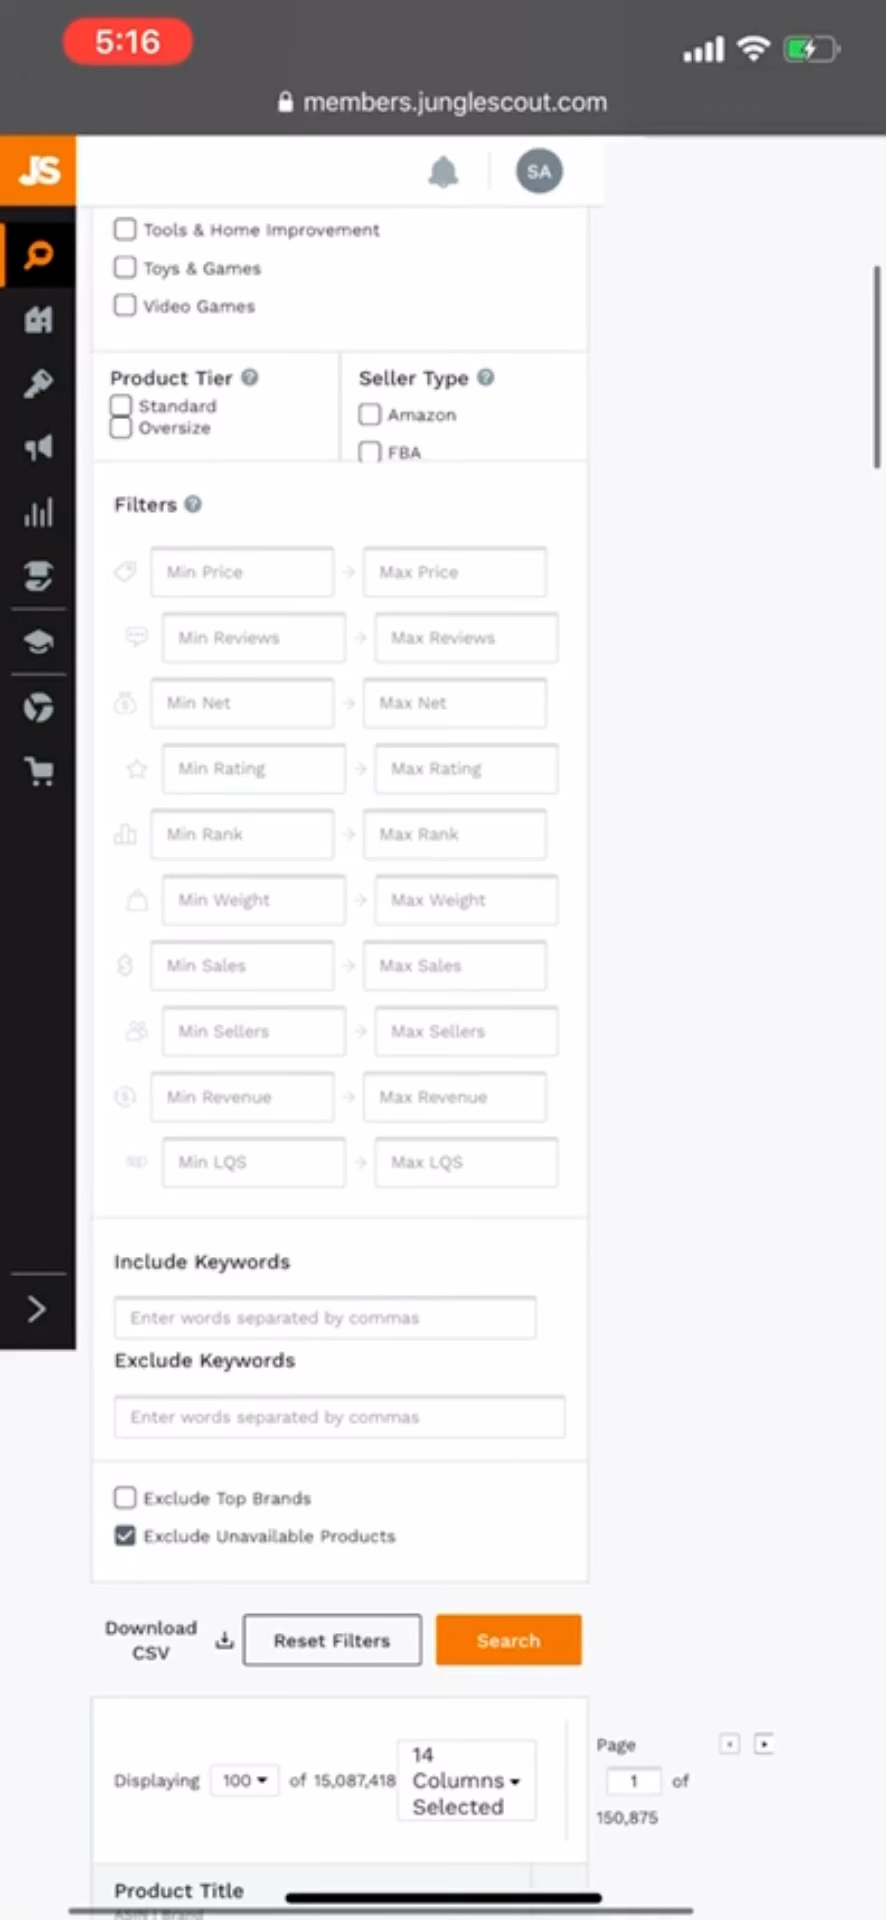 5:16
members.junglescout.com
JS
SA
Tools & Home Improvement
Toys & Games
Video Games
Product Tier ?
Seller Type ?
Standard
Oversize
Amazon
FBA
Filters ?
Min Price
Max Price
Min Reviews
Max Reviews
Min Net
Max Net
Min Rating
Max Rating
Min Rank
Max Rank
Min Weight
Max Weight
Min Sales
Max Sales
Min Sellers
Max Sellers
Min Revenue
Max Revenue
Min LQS
Max LQS
Include Keywords
Enter words separated by commas
Exclude Keywords
Enter words separated by commas
Exclude Top Brands
Exclude Unavailable Products
Download
CSV
Reset Filters
Search
Displaying 100 of 15,087,418
14
Columns
Selected
Page
1 of
150,875
Product Title
ASIN | Brand